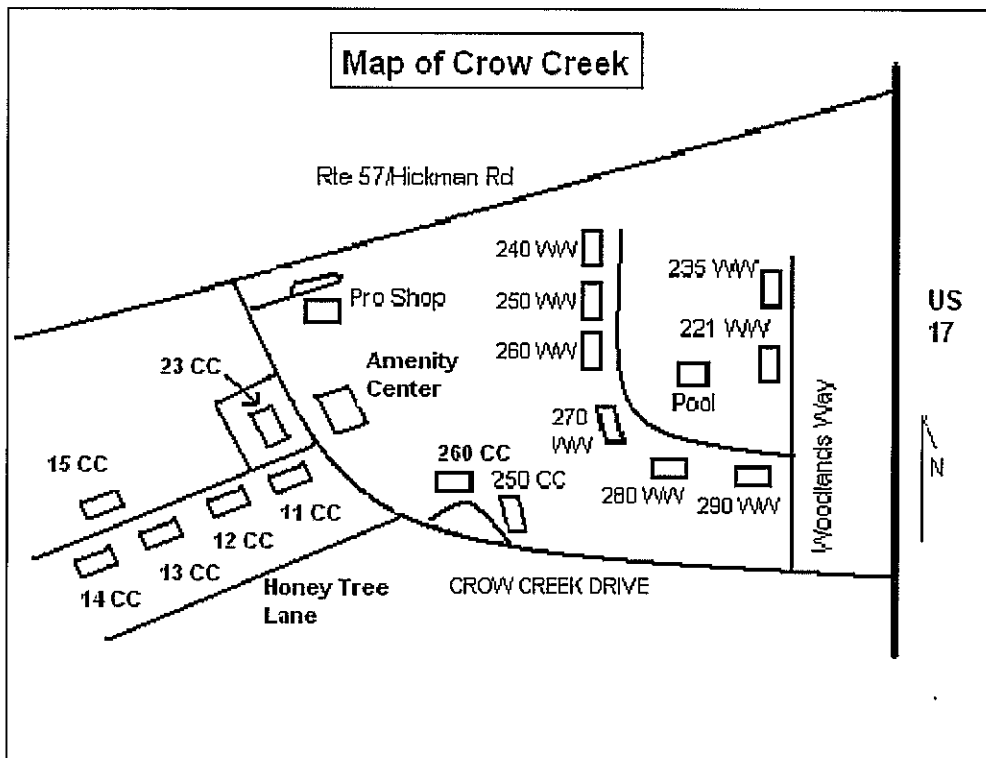 Map of Crow Creek
Rte 57/Hickman Rd
240 WW
235 WW
Pro Shop
250 WW
US
17
221 WW
260 WW
23 CC
Amenity
Center
Pool
270
WW
Woodlands Way
260 CC
15 CC
250 CC
N
280 WW
290 WW
11 CC
12 CC
13 CC
14 CC
Honey Tree
Lane
CROW CREEK DRIVE